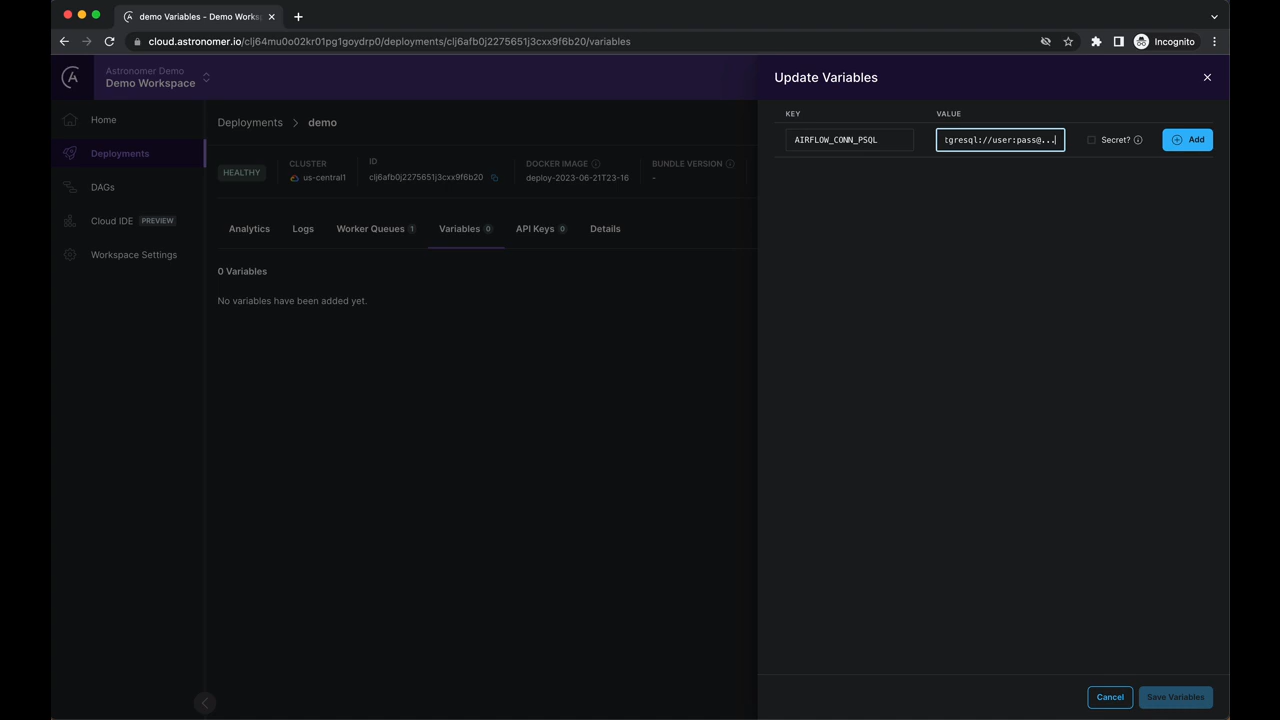 demo Variables - Demo Works
cloud.astronomer.io/clj64mu0o02kr01pg1goydrp0/deployments/clj6afb0j2275651j3cxx9f6b20/variables
Incognito
Astronomer Demo
Demo Workspace
Home
Deployments
DAGs
Cloud IDE PREVIEW
Workspace Settings
Deployments > demo
HEALTHY
CLUSTER
us-central1
ID
clj6afb0j2275651j3cxx9f6b20
DOCKER IMAGE
deploy-2023-06-21T23-16
BUNDLE VERSION
-
Analytics Logs Worker Queues 1 Variables 0 API Keys 0 Details
0 Variables
No variables have been added yet.
Update Variables
KEY VALUE
AIRFLOW_CONN_PSQL tgresql://user:pass@... Secret? Add
Cancel Save Variables